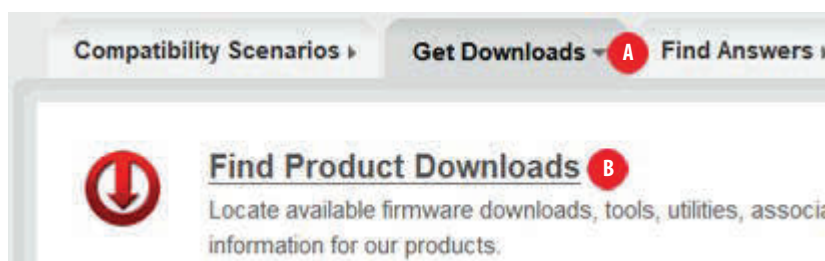 Compatibility Scenarios Get Downloads A Find Answers
Find Product Downloads B
Locate available firmware downloads, tools, utilities, associa
information for our products.